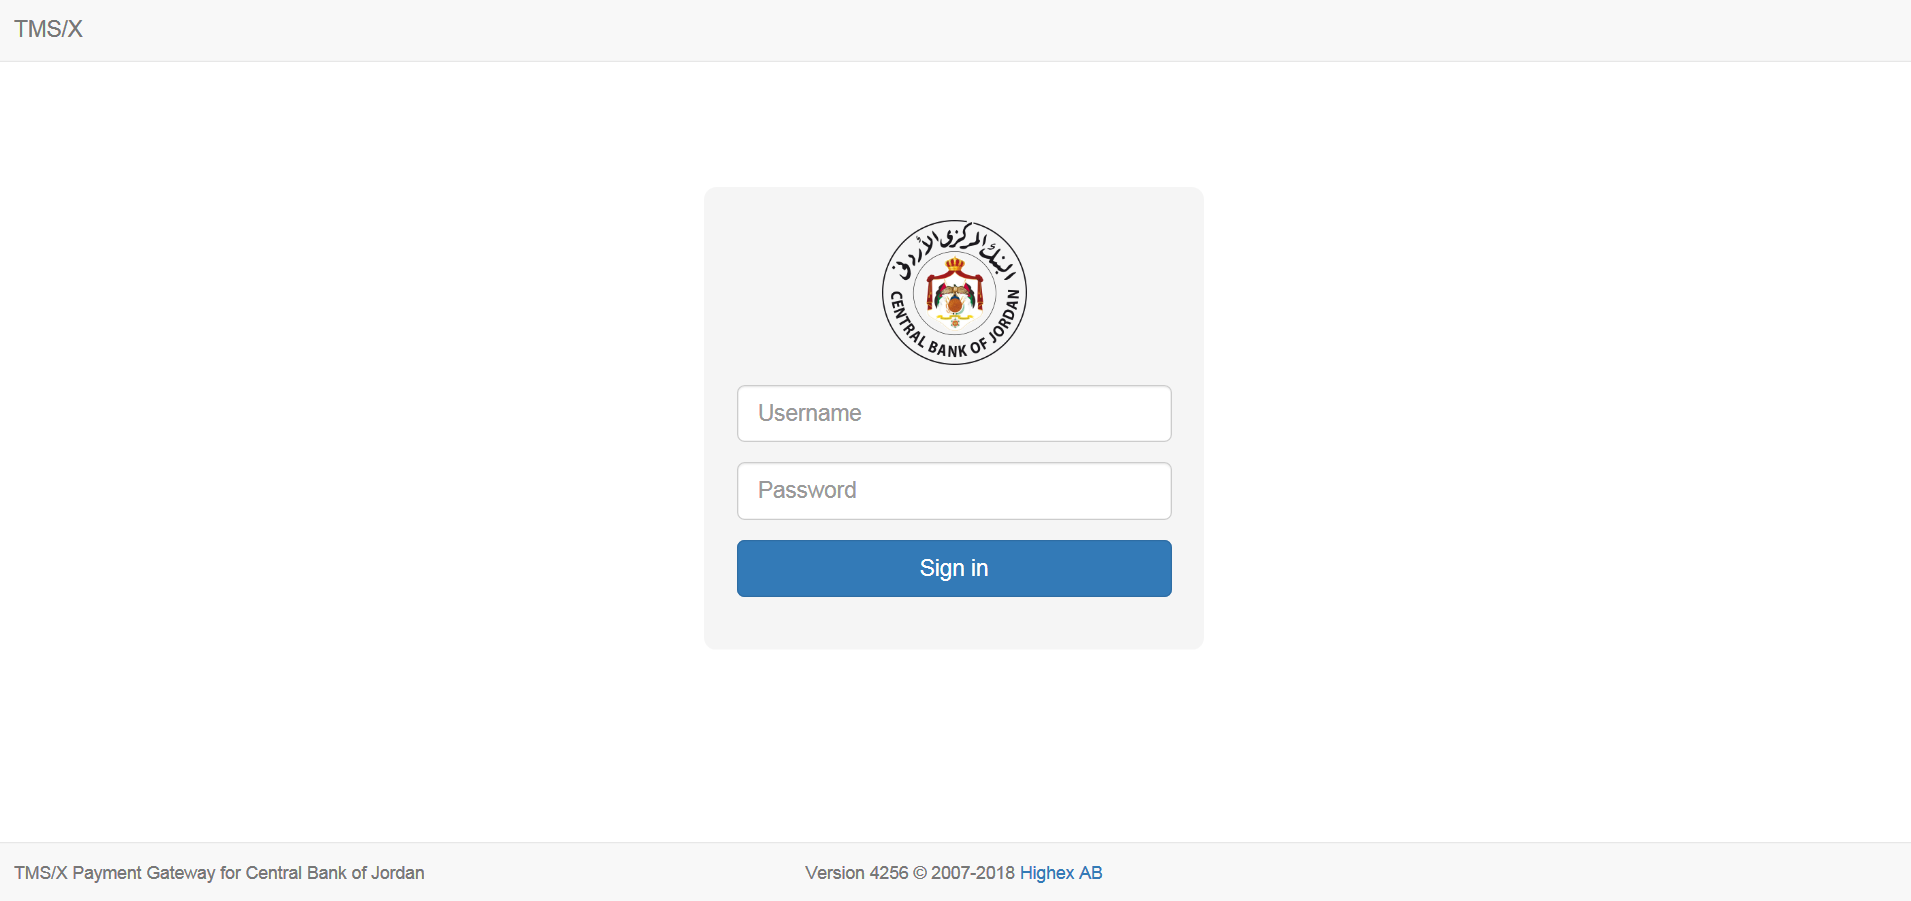 TMS/X
البنك المركزي الأردني
CENTRAL BANK OF JORDAN
Username
Password
Sign in
TMS/X Payment Gateway for Central Bank of Jordan
Version 4256 © 2007-2018 Highex AB